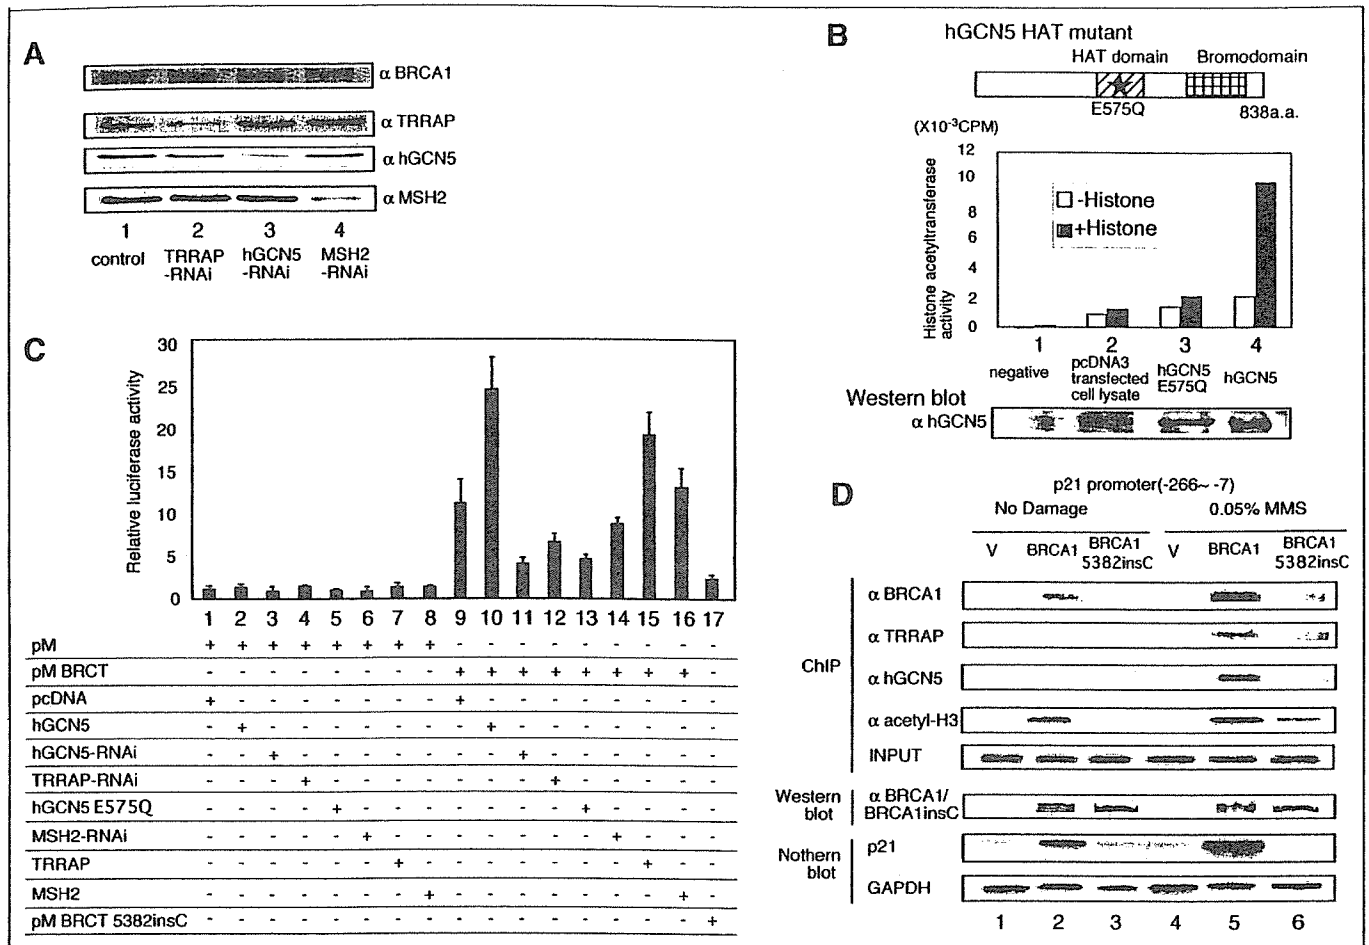 A
α BRCA1
α TRRAP
α hGCN5
α MSH2
1 2 3 4
control TRRAP -RNAi hGCN5 -RNAi MSH2 -RNAi
B
hGCN5 HAT mutant
HAT domain Bromodomain
E575Q
838a.a.
(X10-3CPM)
Histone acetyltransferase activity
12
10
8
6
4
2
0
-Histone
+Histone
1 2 3 4
negative pcDNA3 transfected cell lysate hGCN5 E575Q hGCN5
Western blot
α hGCN5
C
Relative luciferase activity
30
25
20
15
10
5
0
1 2 3 4 5 6 7 8 9 10 11 12 13 14 15 16 17
pM + + + + + + + + - - - - - - - - -
pM BRCT - - - - - - - - + + + + + + + + -
pcDNA + - - - - - - - + - - - - - - - -
hGCN5 - + - - - - - - - + - - - - - - -
hGCN5-RNAi - - + - - - - - - - + - - - - - -
TRRAP-RNAi - - - + - - - - - - - + - - - - -
hGCN5 E575Q - - - - + - - - - - - - + - - - -
MSH2-RNAi - - - - - + - - - - - - - + - - -
TRRAP - - - - - - + - - - - - - - + - -
MSH2 - - - - - - - + - - - - - - - + -
pM BRCT 5382insC - - - - - - - - - - - - - - - - +
D
p21 promoter(-266~ -7)
No Damage 0.05% MMS
V BRCA1 BRCA1 5382insC V BRCA1 BRCA1 5382insC
ChIP
α BRCA1
α TRRAP
α hGCN5
α acetyl-H3
INPUT
Western blot
α BRCA1/ BRCA1insC
Nothern blot
p21
GAPDH
1 2 3 4 5 6